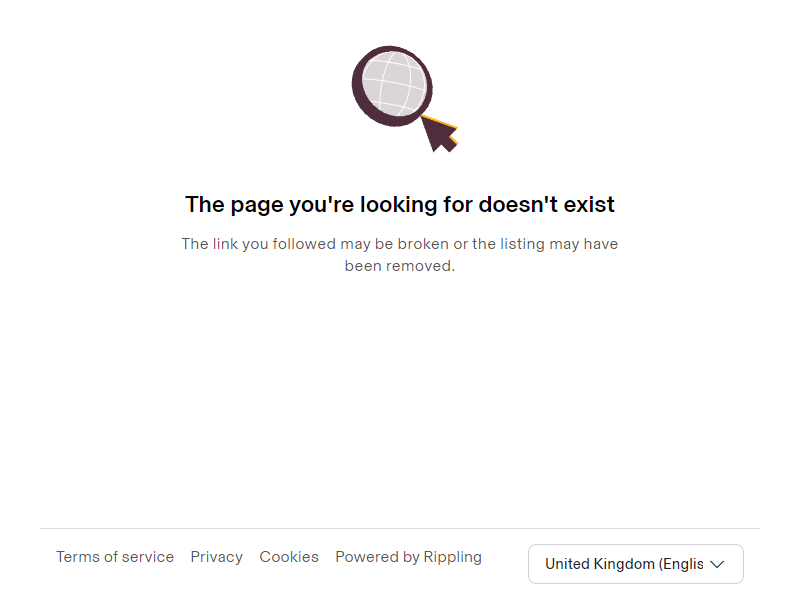 The page you're looking for doesn't exist
The link you followed may be broken or the listing may have
been removed.
Terms of service Privacy Cookies Powered by Rippling
United Kingdom (Englis